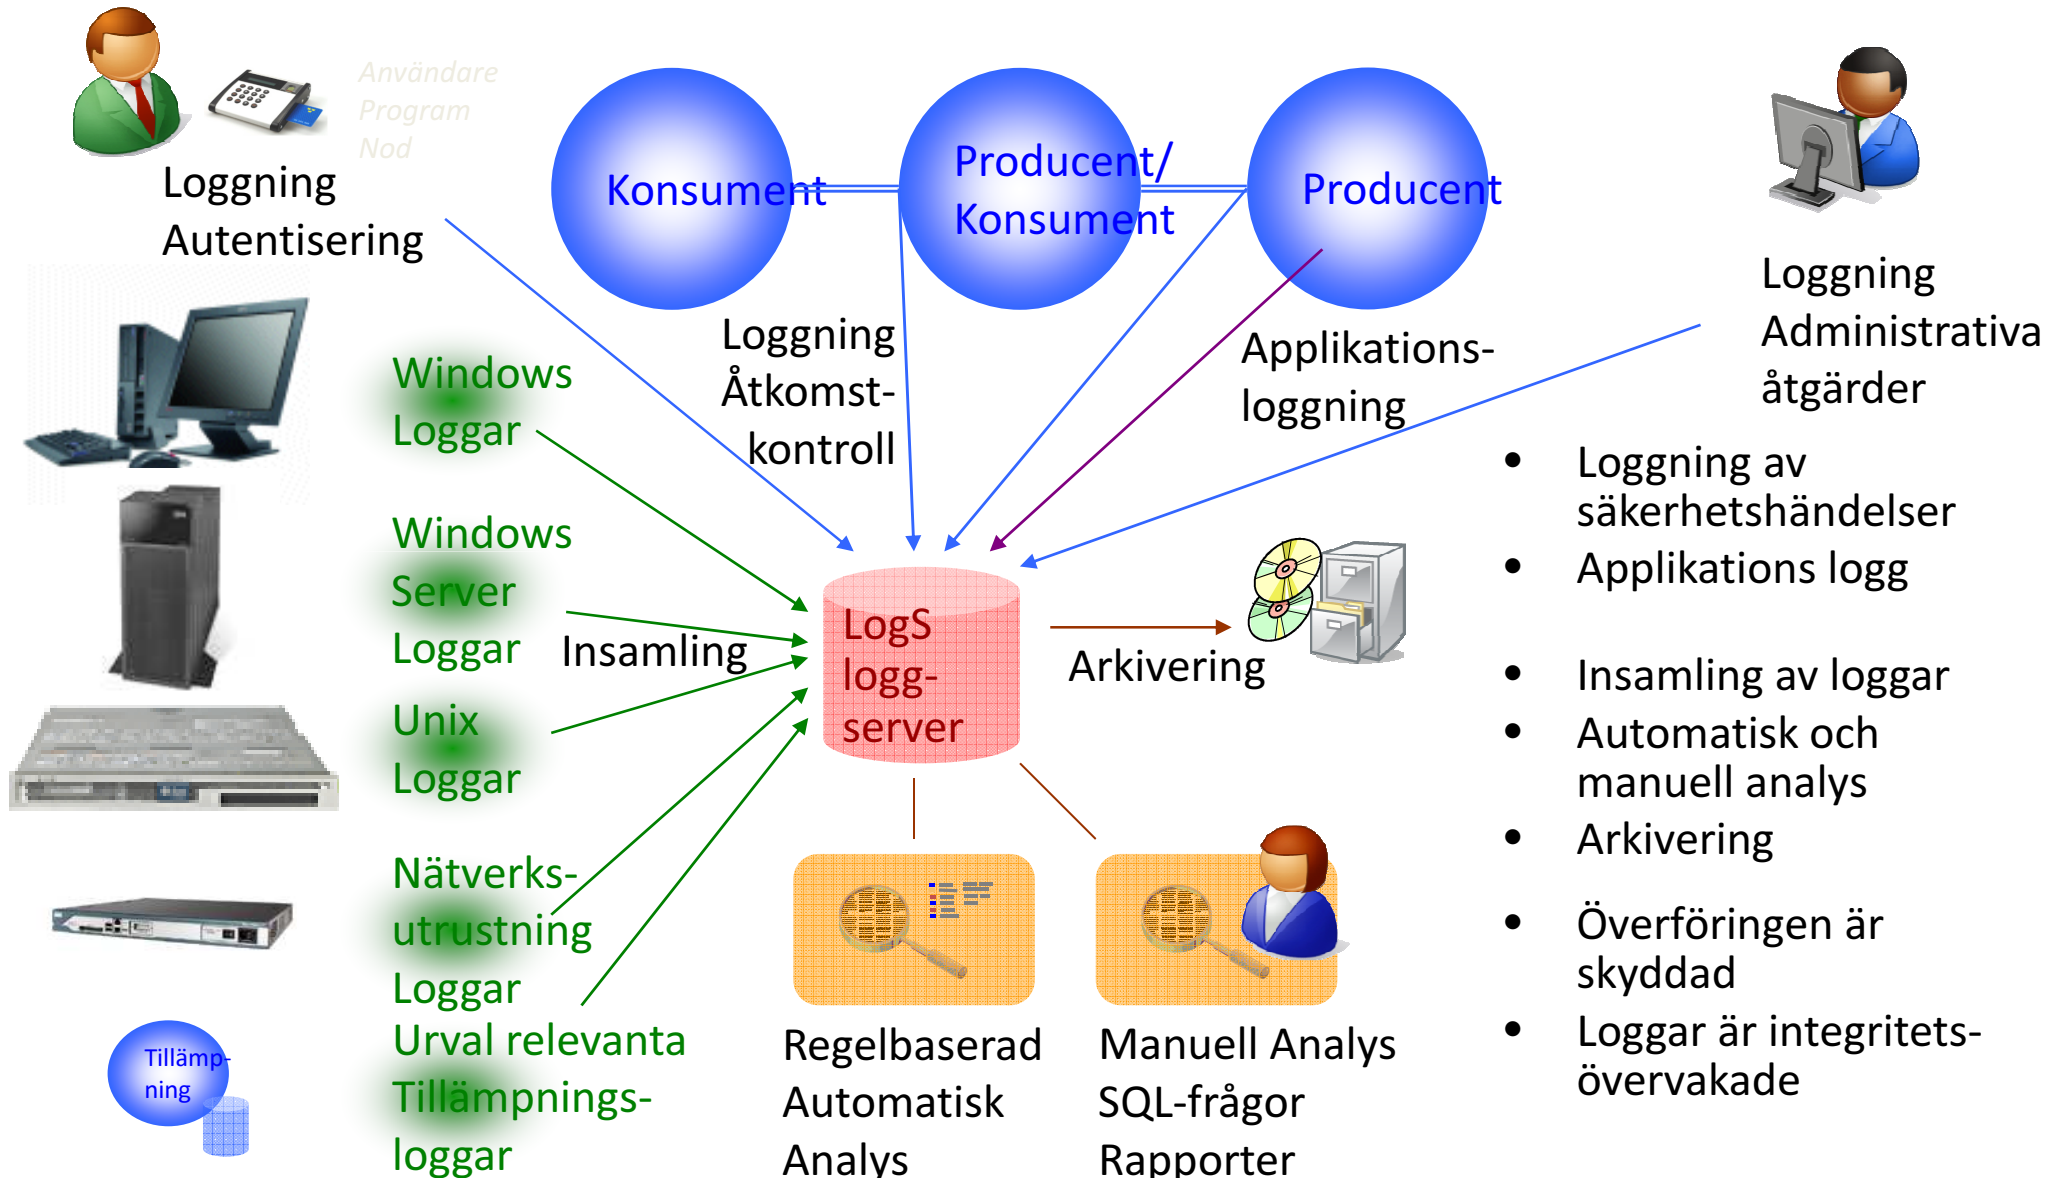 Användare
Program
Nod
Loggning
Autentisering
Konsument
Producent/
Konsument
Producent
Loggning
Administrativa
åtgärder
Loggning
Åtkomst-
kontroll
Applikations-
loggning
Windows
Loggar
Windows
Server
Loggar
Insamling
Unix
Loggar
Nätverks-
utrustning
Loggar
Urval relevanta
Tillämpnings-
loggar
Tillämp-
ning
LogS
logg-
server
Arkivering
Regelbaserad
Automatisk
Analys
Manuell Analys
SQL-frågor
Rapporter
• Loggning av
säkerhetshändelser
• Applikations logg
• Insamling av loggar
• Automatisk och
manuell analys
• Arkivering
• Överföringen är
skyddad
• Loggar är integritets-
övervakade